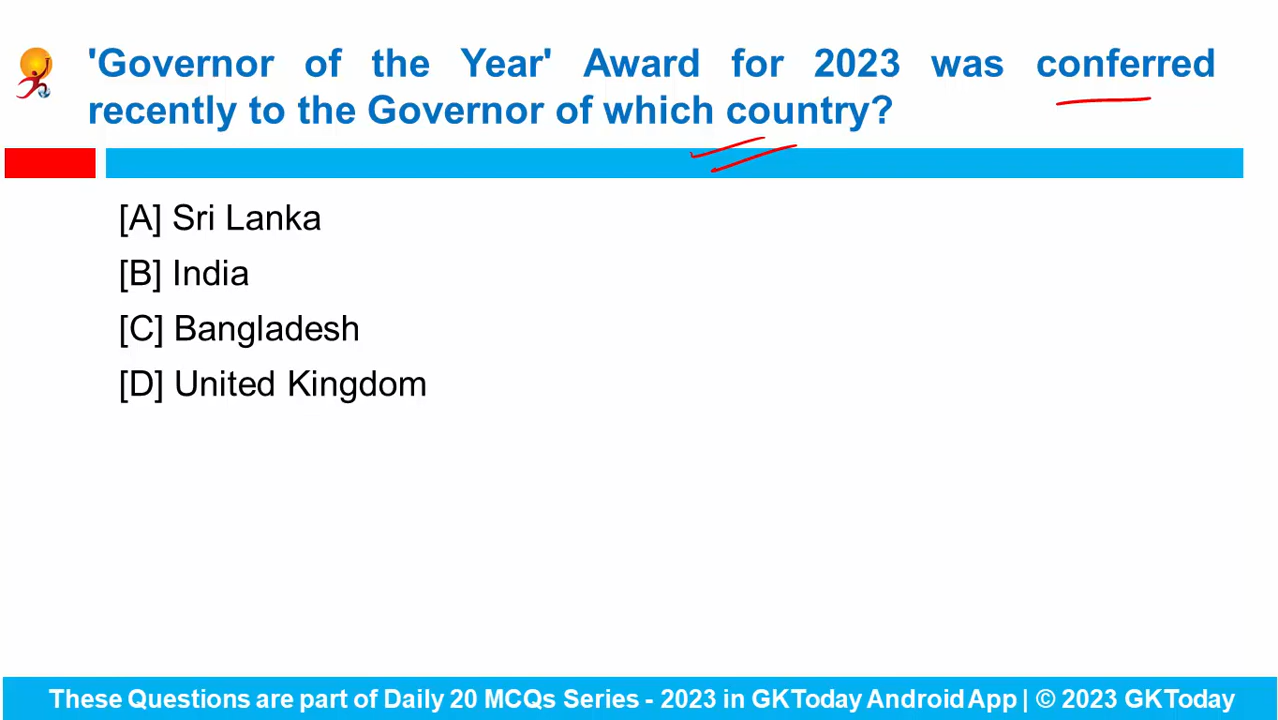 'Governor of the Year' Award for 2023 was conferred
recently to the Governor of which country?
[A] Sri Lanka
[B] India
[C] Bangladesh
[D] United Kingdom
These Questions are part of Daily 20 MCQs Series - 2023 in GKToday Android App | © 2023 GKToday